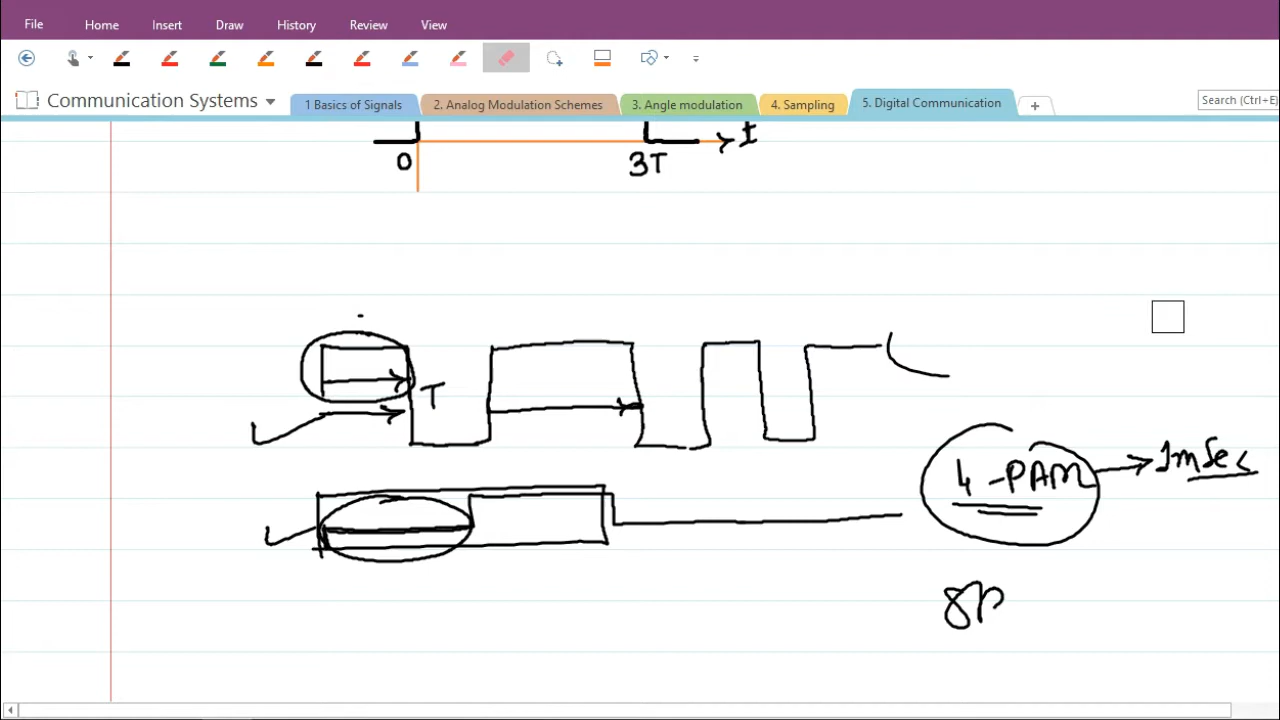 File Home Insert Draw History Review View
Communication Systems 1 Basics of Signals 2. Analog Modulation Schemes 3. Angle modulation 4. Sampling 5. Digital Communication + Search (Ctrl+E)
t
0 3T
T
4-PAM → 1mSec
8P